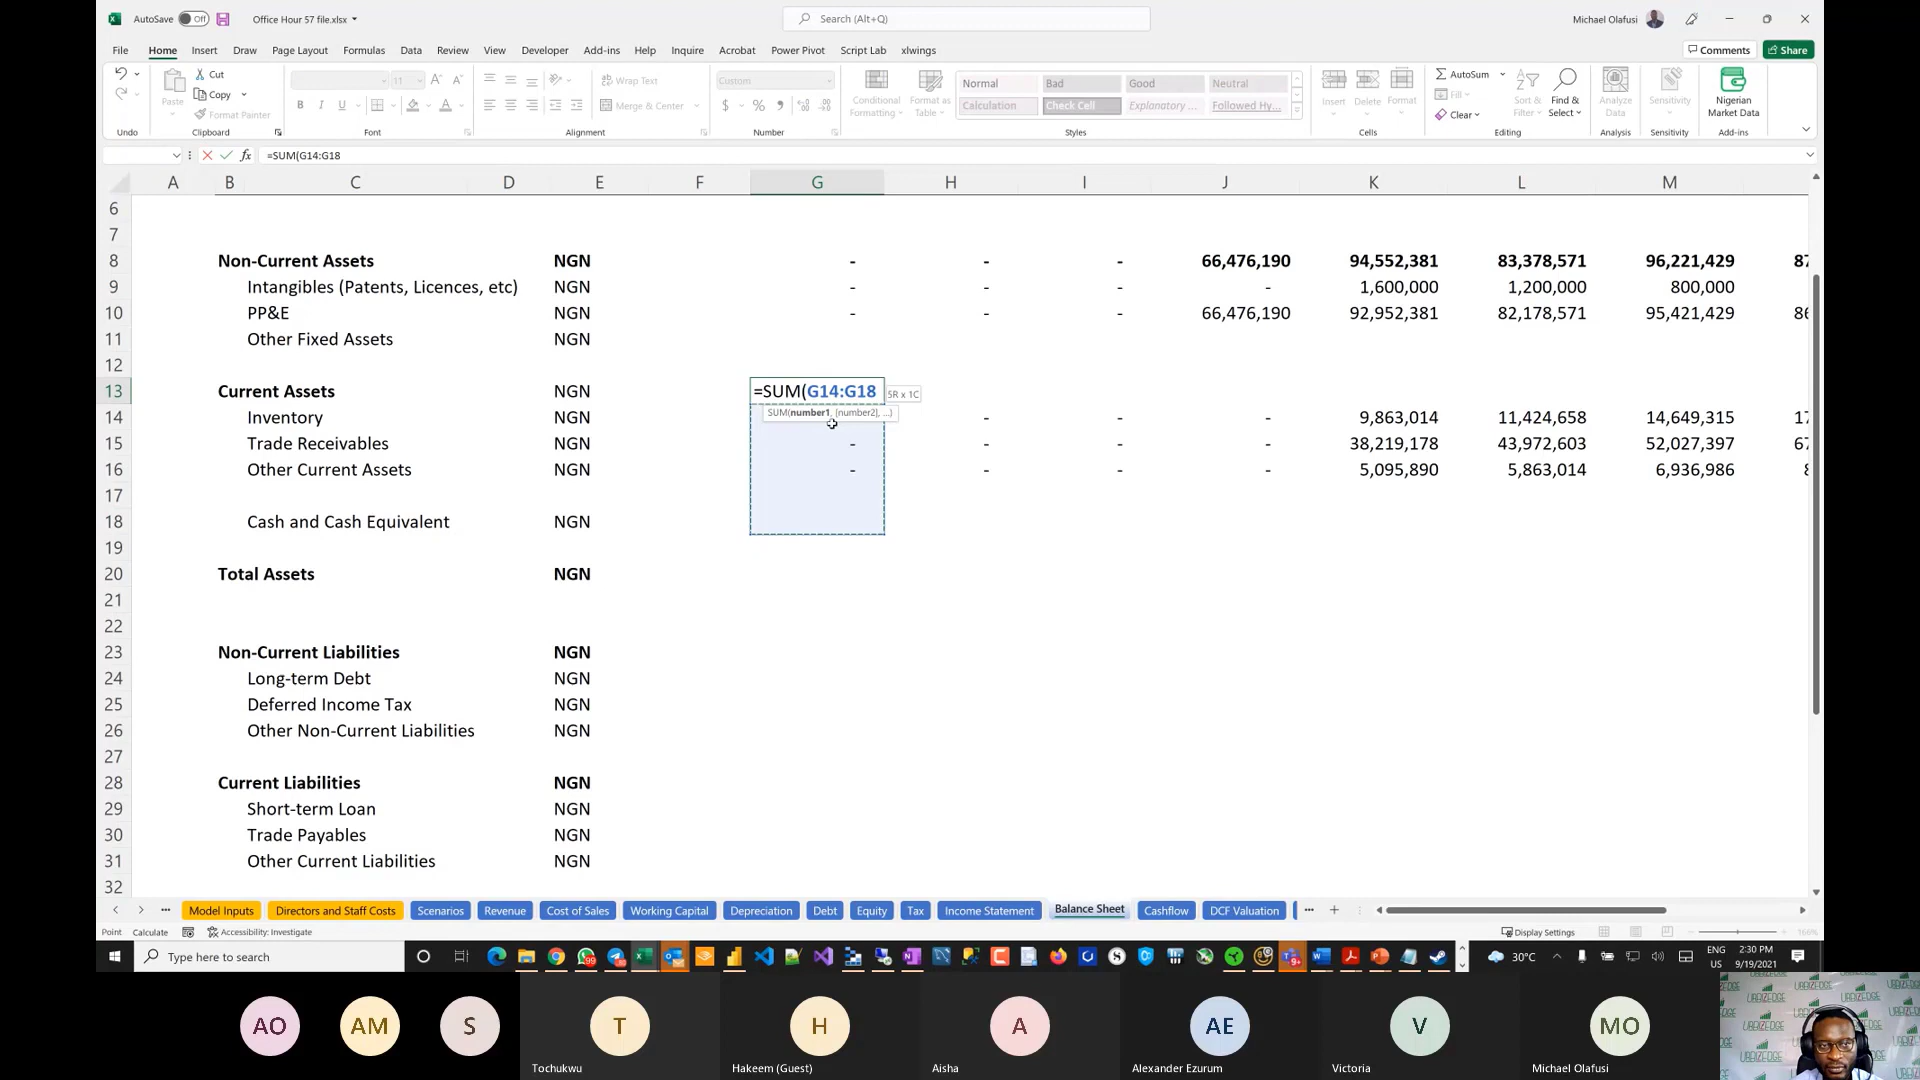 AutoSave Off Office Hour 57 file.xlsx Search (Alt+Q) Michael Olafusi
File Home Insert Draw Page Layout Formulas Data Review View Developer Add-ins Help Inquire Acrobat Power Pivot Script Lab xlwings Comments Share
Cut 11 Wrap Text Custom Normal Bad Good Neutral AutoSum
Paste Copy Merge & Center Conditional Formatting Format as Table Calculation Check Cell Explanatory ... Followed Hy... Insert Delete Format Fill Sort & Filter Find & Select Analyze Data Sensitivity Nigerian Market Data
Format Painter Clear
Undo Clipboard Font Alignment Number Styles Cells Editing Analysis Sensitivity Add-ins
fx =SUM(G14:G18
A B C D E F G H I J K L M
6
7
8 Non-Current Assets NGN - - - 66,476,190 94,552,381 83,378,571 96,221,429 87
9 Intangibles (Patents, Licences, etc) NGN - - - - 1,600,000 1,200,000 800,000
10 PP&E NGN - - - 66,476,190 92,952,381 82,178,571 95,421,429 86
11 Other Fixed Assets NGN
12
13 Current Assets NGN =SUM(G14:G18 5R x 1C
SUM(number1, [number2], ...)
14 Inventory NGN - - - 9,863,014 11,424,658 14,649,315 17
15 Trade Receivables NGN - - - - 38,219,178 43,972,603 52,027,397 67
16 Other Current Assets NGN - - - - 5,095,890 5,863,014 6,936,986 8
17
18 Cash and Cash Equivalent NGN
19
20 Total Assets NGN
21
22
23 Non-Current Liabilities NGN
24 Long-term Debt NGN
25 Deferred Income Tax NGN
26 Other Non-Current Liabilities NGN
27
28 Current Liabilities NGN
29 Short-term Loan NGN
30 Trade Payables NGN
31 Other Current Liabilities NGN
32
Model Inputs Directors and Staff Costs Scenarios Revenue Cost of Sales Working Capital Depreciation Debt Equity Tax Income Statement Balance Sheet Cashflow DCF Valuation
Point Calculate Accessibility: Investigate Display Settings 166%
Type here to search 30°C ENG US 2:30 PM 9/19/2021
AO AM S T H A AE V MO
Tochukwu Hakeem (Guest) Aisha Alexander Ezurum Victoria Michael Olafusi
URBIZEDGE